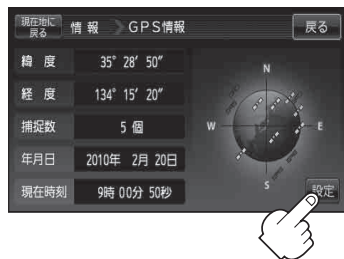 現在地に戻る 情報 GPS情報 戻る
緯度 35° 28′ 50″
経度 134° 15′ 20″
捕捉数 5 個
年月日 2010年 2月 20日
現在時刻 9時 00分 50秒
N
W E
S
設定